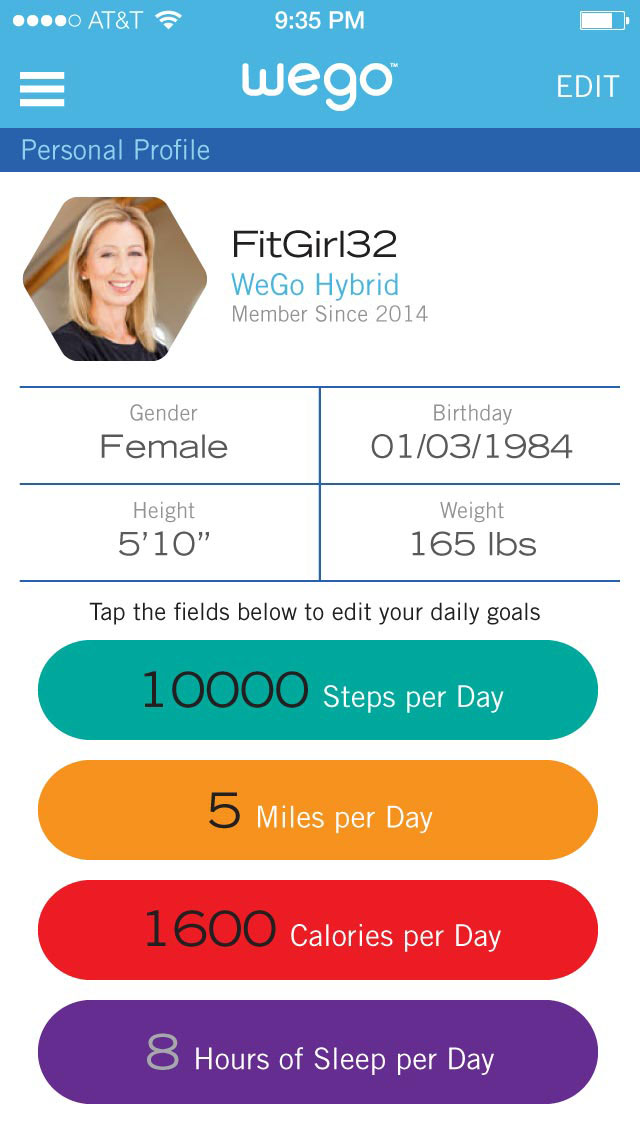 AT&T 9:35 PM
wego™ EDIT
Personal Profile
FitGirl32
WeGo Hybrid
Member Since 2014
Gender Birthday
Female 01/03/1984
Height Weight
5'10” 165 lbs
Tap the fields below to edit your daily goals
10000 Steps per Day
5 Miles per Day
1600 Calories per Day
8 Hours of Sleep per Day